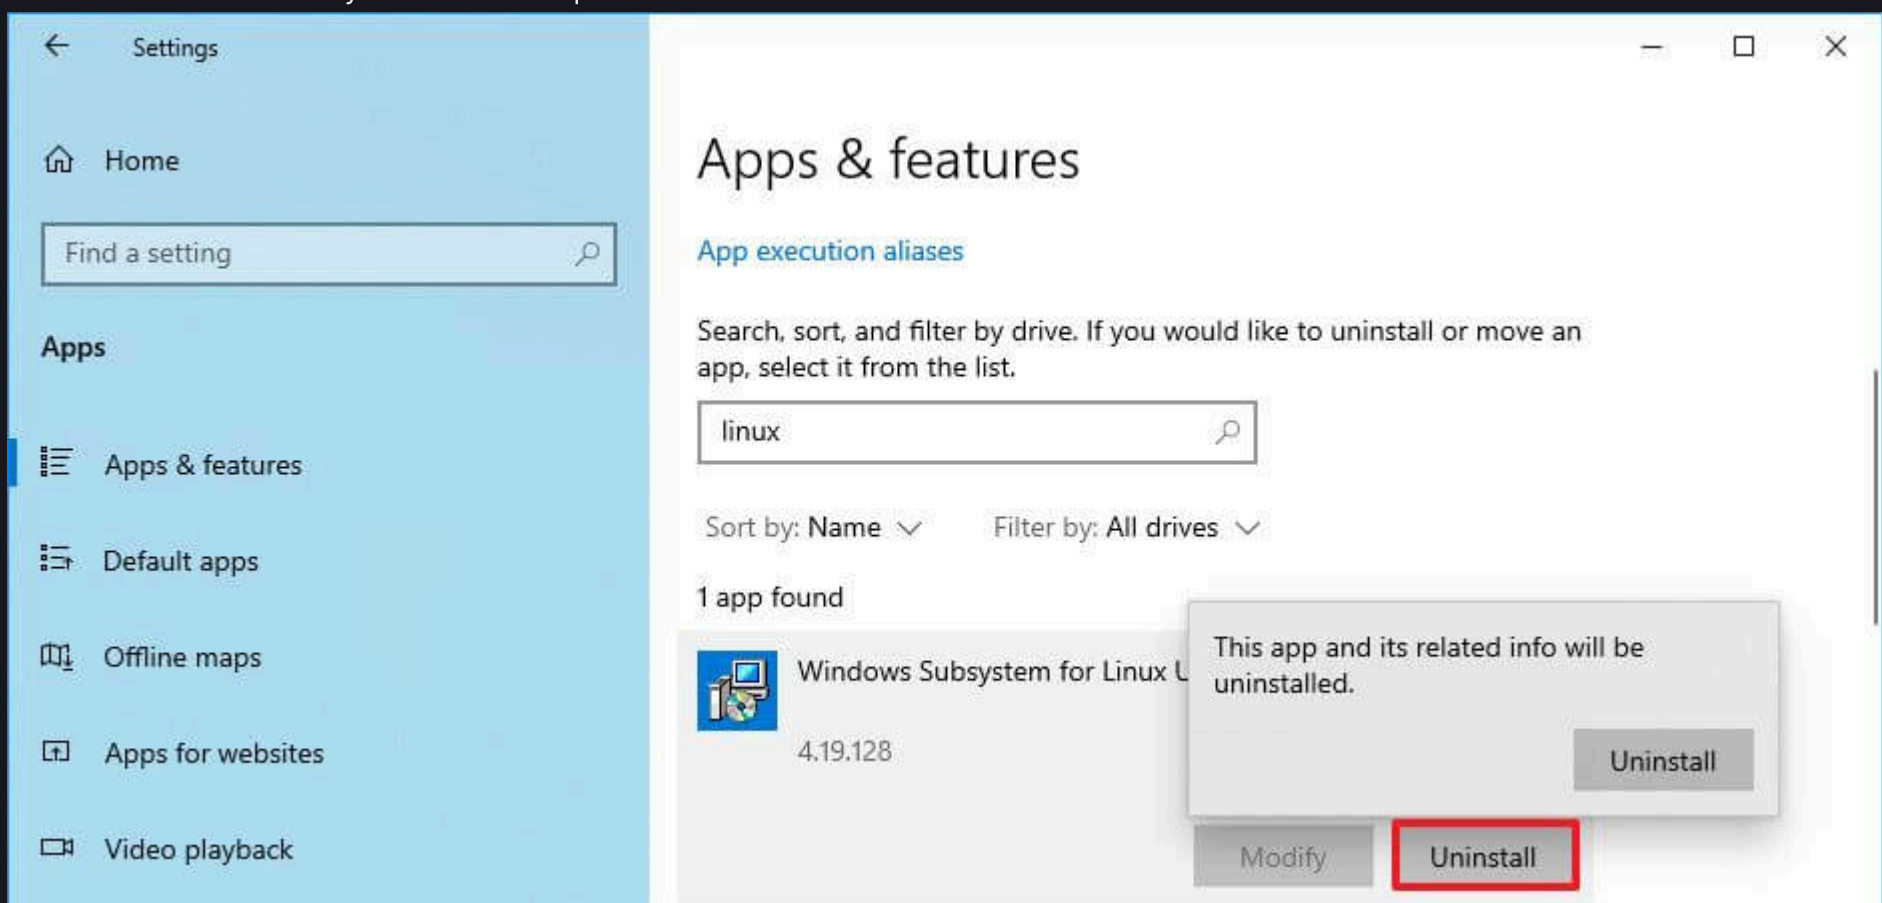 Settings
Home
Find a setting
Apps
Apps & features
Default apps
Offline maps
Apps for websites
Video playback
Apps & features
App execution aliases
Search, sort, and filter by drive. If you would like to uninstall or move an
app, select it from the list.
linux
Sort by: Name
Filter by: All drives
1 app found
Windows Subsystem for Linux U
4.19.128
This app and its related info will be
uninstalled.
Uninstall
Modify
Uninstall